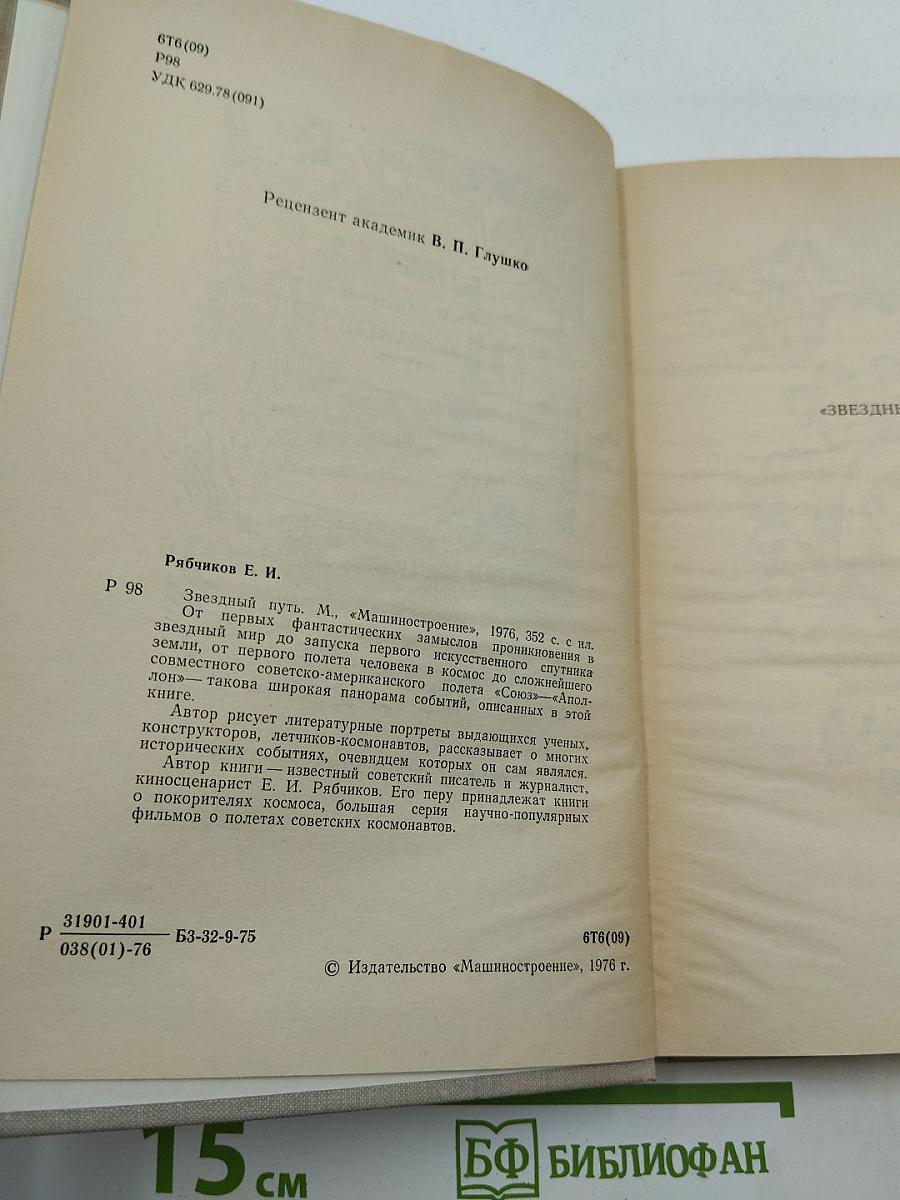 6Т6(09)
Р98
УДК 629.78(091)
Рецензент академик В. П. Глушко
Рябчиков Е. И.
Р 98
Звездный путь. М., «Машиностроение», 1976, 352 с. с ил.
От первых фантастических замыслов проникновения в
звездный мир до запуска первого искусственного спутника
земли, от первого полета человека в космос до сложнейшего
совместного советско-американского полета «Союз»—«Апол-
лон»— такова широкая панорама событий, описанных в этой
книге.
Автор рисует литературные портреты выдающихся ученых,
конструкторов, летчиков-космонавтов, рассказывает о многих
исторических событиях, очевидцем которых он сам являлся.
Автор книги — известный советский писатель и журналист,
киносценарист Е. И. Рябчиков. Его перу принадлежат книги
о покорителях космоса, большая серия научно-популярных
фильмов о полетах советских космонавтов.
Р 31901-401
038(01)-76
БЗ-32-9-75
6Т6(09)
© Издательство «Машиностроение», 1976 г.
«ЗВЕЗДН
15 см
БФ БИБЛИОФАН